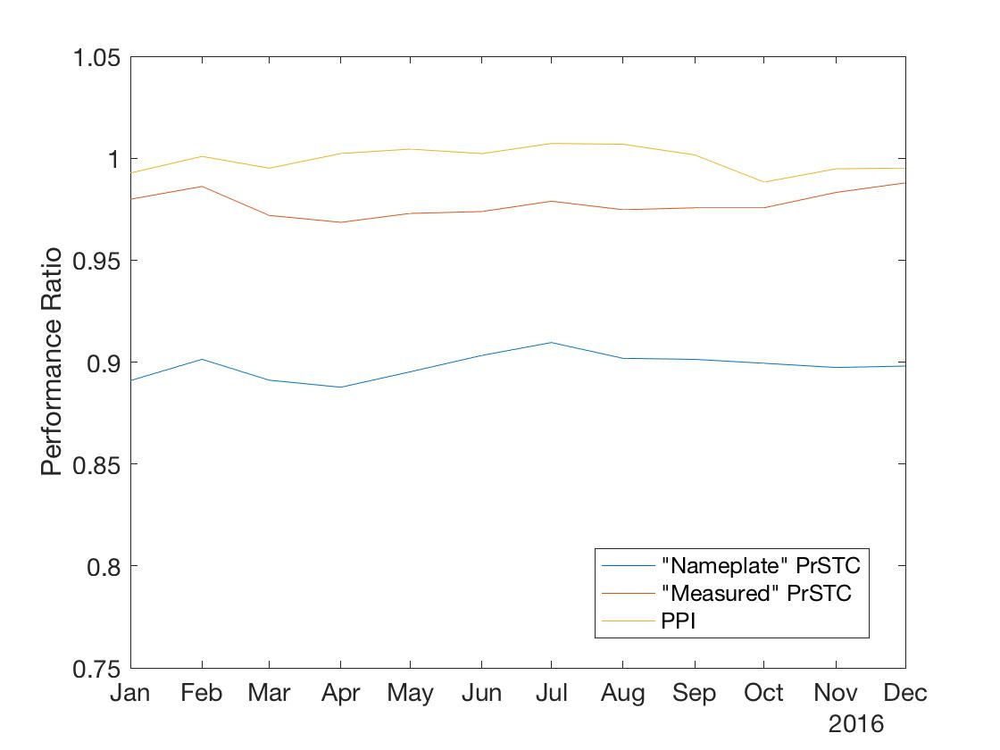 1.05
1
0.95
0.9
0.85
0.8
0.75
Performance Ratio
"Nameplate" PrSTC
"Measured" PrSTC
PPI
Jan Feb Mar Apr May Jun Jul Aug Sep Oct Nov Dec
2016